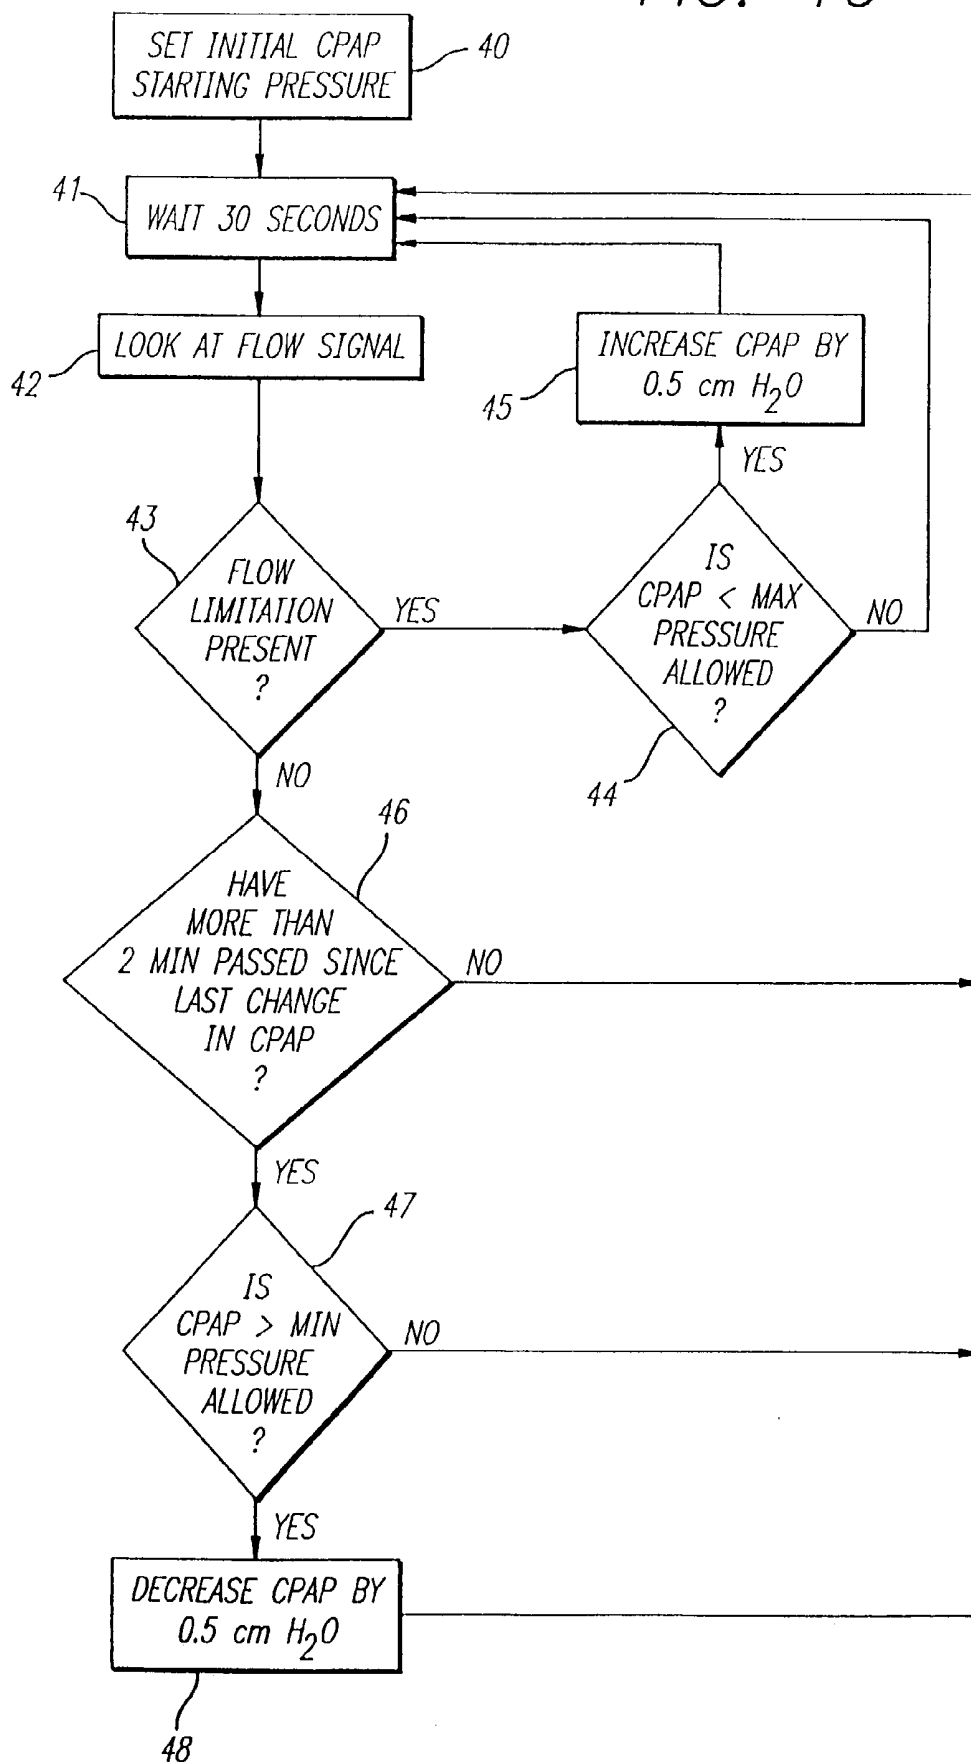 SET INITIAL CPAP
STARTING PRESSURE
40
41
WAIT 30 SECONDS
42
LOOK AT FLOW SIGNAL
INCREASE CPAP BY
0.5 cm H₂O
45
YES
43
FLOW
LIMITATION
PRESENT
?
YES
IS
CPAP < MAX
PRESSURE
ALLOWED
?
NO
44
NO
46
HAVE
MORE THAN
2 MIN PASSED SINCE
LAST CHANGE
IN CPAP
?
NO
YES
47
IS
CPAP > MIN
PRESSURE
ALLOWED
?
NO
YES
DECREASE CPAP BY
0.5 cm H₂O
48